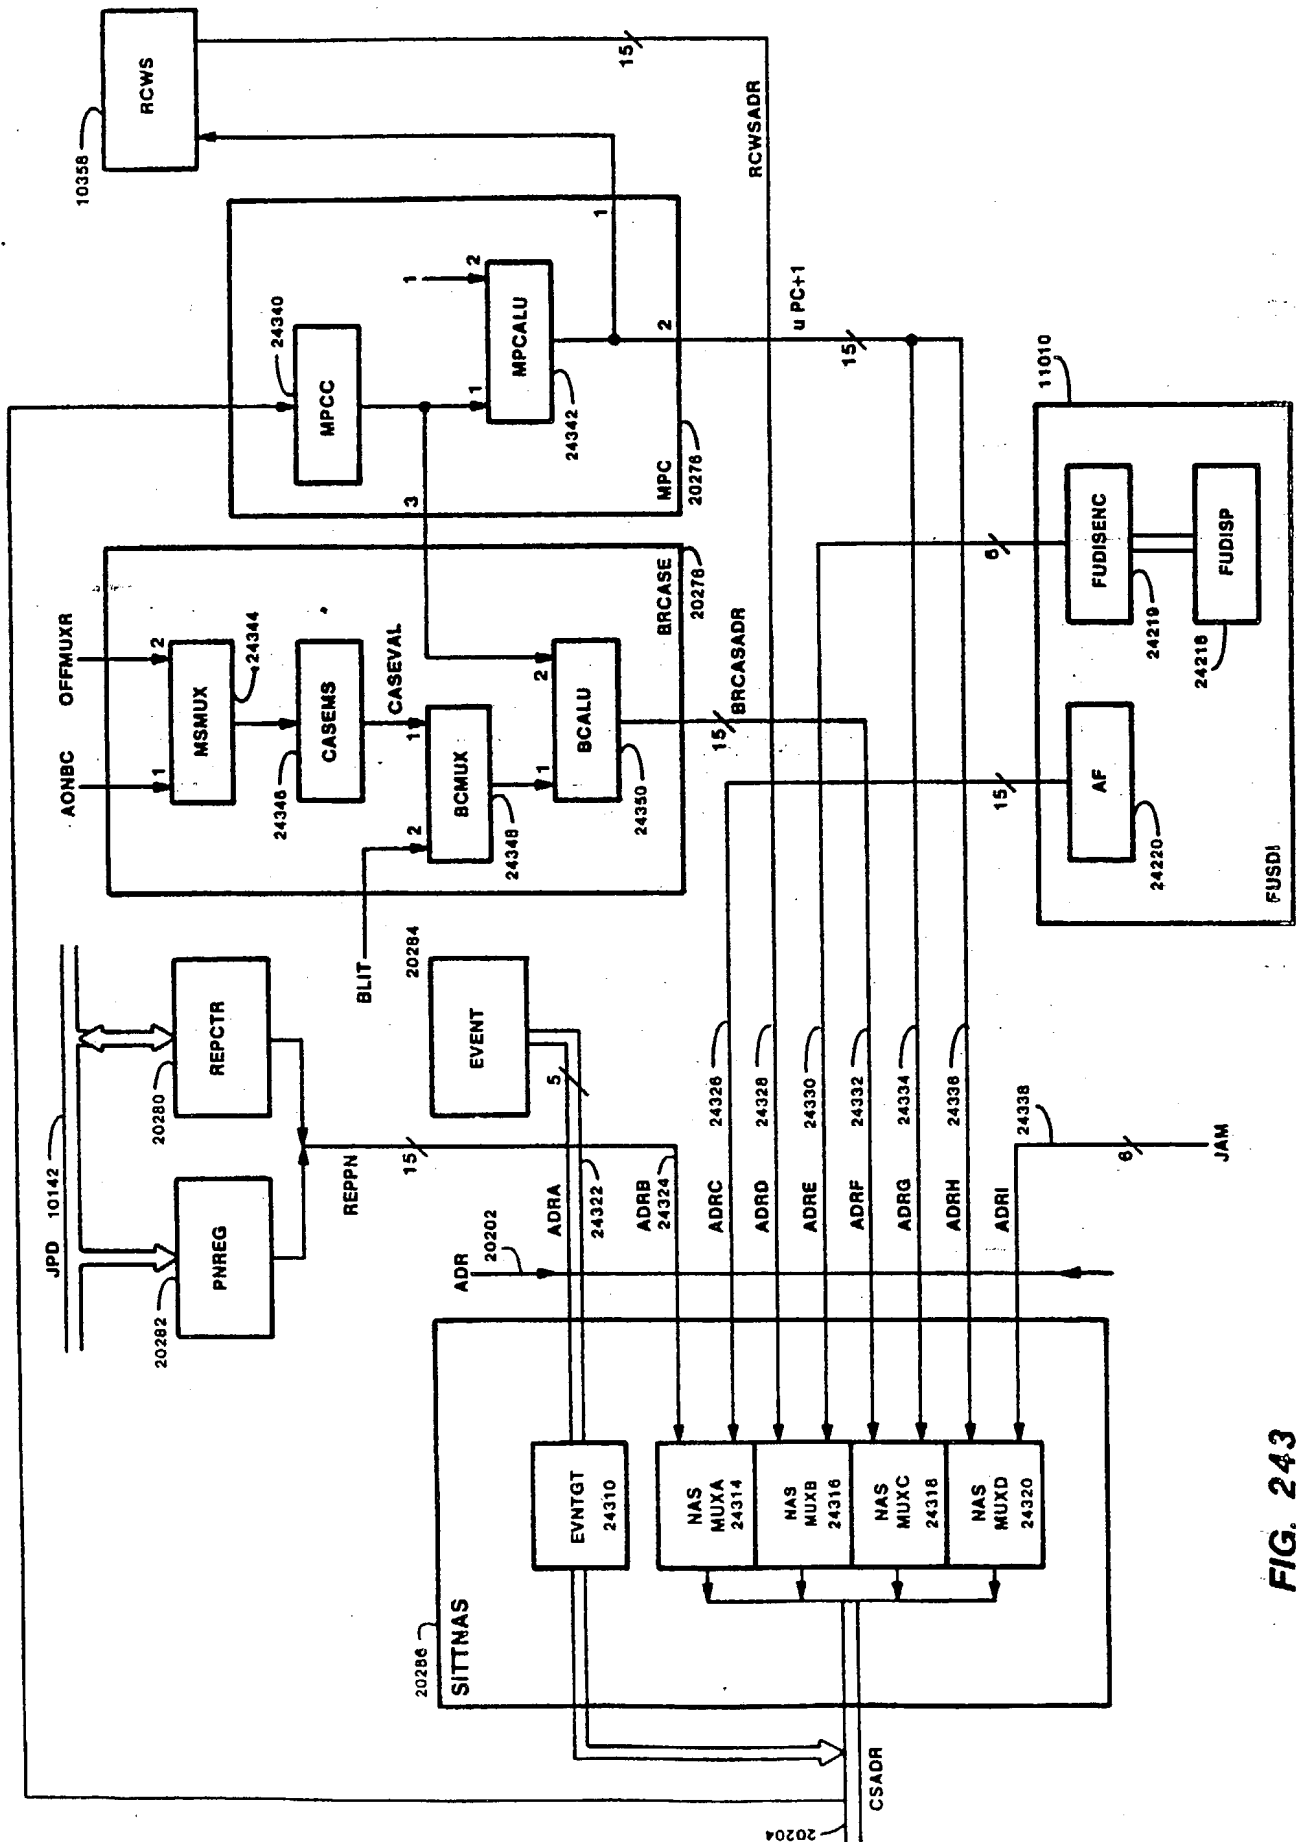 RCWS
10358
15
RCWSADR
1
MPCC
24340
1
2
MPCALU
1
24342
2
u PC+1
15
MPC
20276
3
OFFMUXR
AONBC
2
1
MSMUX
24344
CASEMS
24346
CASEVAL
1
BCMUX
2
24348
BLIT
BCALU
2
1
24350
BRCASE
20278
15
BRCASADR
11010
FUDISENC
24219
FUDISP
24218
6
AF
24220
15
FUSDI
JPD 10142
REPCTR
20280
PNREG
20282
REPPN
15
EVENT
20284
5
ADRA
24322
ADRB
24324
ADRC
24326
ADRD
24328
ADRE
24330
ADRF
24332
ADRG
24334
ADRH
24336
ADRI
24338
6
JAM
ADR
20202
20286
SITTNAS
EVNTGT
24310
NAS
MUXA
24314
NAS
MUXB
24316
NAS
MUXC
24318
NAS
MUXD
24320
CSADR
20204
FIG. 243